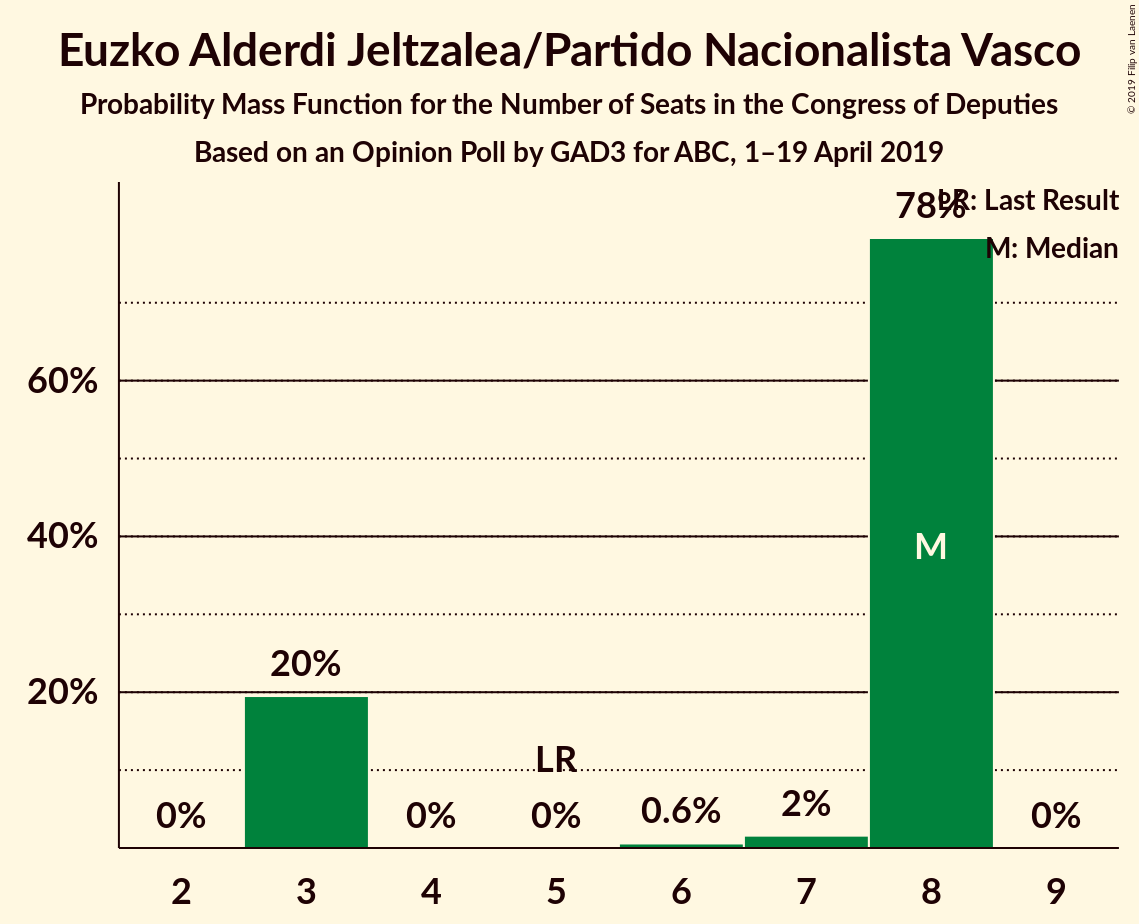 Euzko Alderdi Jeltzalea/Partido Nacionalista Vasco
Probability Mass Function for the Number of Seats in the Congress of Deputies
Based on an Opinion Poll by GAD3 for ABC, 1–19 April 2019
© 2019 Filip van Laenen
78%
LR: Last Result
M: Median
60%
40%
M
20%
20%
LR
0%
0%
0%
0.6%
2%
0%
2 3 4 5 6 7 8 9